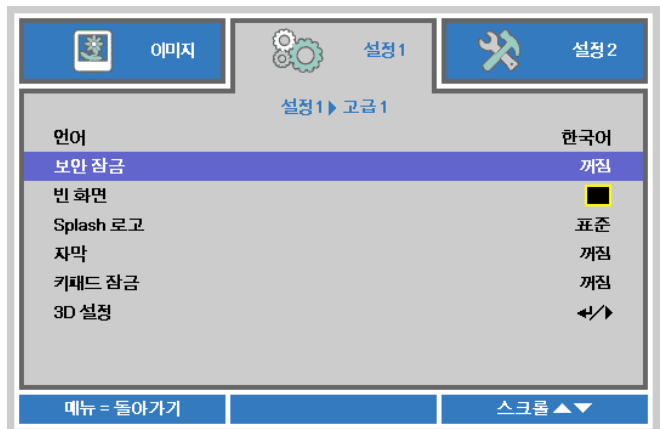 이미지 설정 1 설정 2
설정 1 ▶ 고급 1
언어 한국어
보안 잠금 꺼짐
빈 화면
Splash 로고 표준
자막 꺼짐
키패드 잠금 꺼짐
3D 설정 ↵/▶
메뉴 = 돌아가기 스크롤 ▲▼